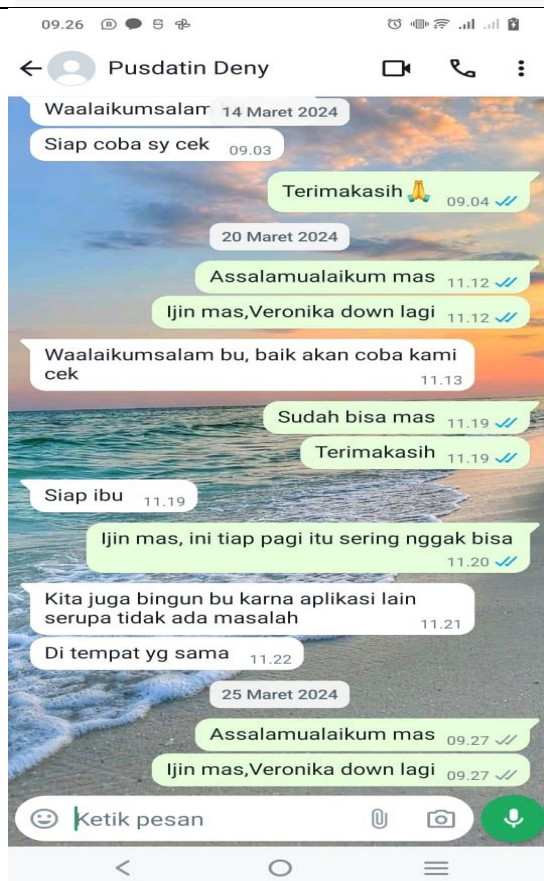 09.26
Pusdatin Deny
Waalaikumsalam
14 Maret 2024
Siap coba sy cek 09.03
Terimakasih🙏 09.04
20 Maret 2024
Assalamualaikum mas 11.12
Ijin mas,Veronika down lagi 11.12
Waalaikumsalam bu, baik akan coba kami
cek 11.13
Sudah bisa mas 11.19
Terimakasih 11.19
Siap ibu 11.19
Ijin mas, ini tiap pagi itu sering nggak bisa
11.20
Kita juga bingun bu karna aplikasi lain
serupa tidak ada masalah 11.21
Di tempat yg sama 11.22
25 Maret 2024
Assalamualaikum mas 09.27
Ijin mas,Veronika down lagi 09.27
Ketik pesan